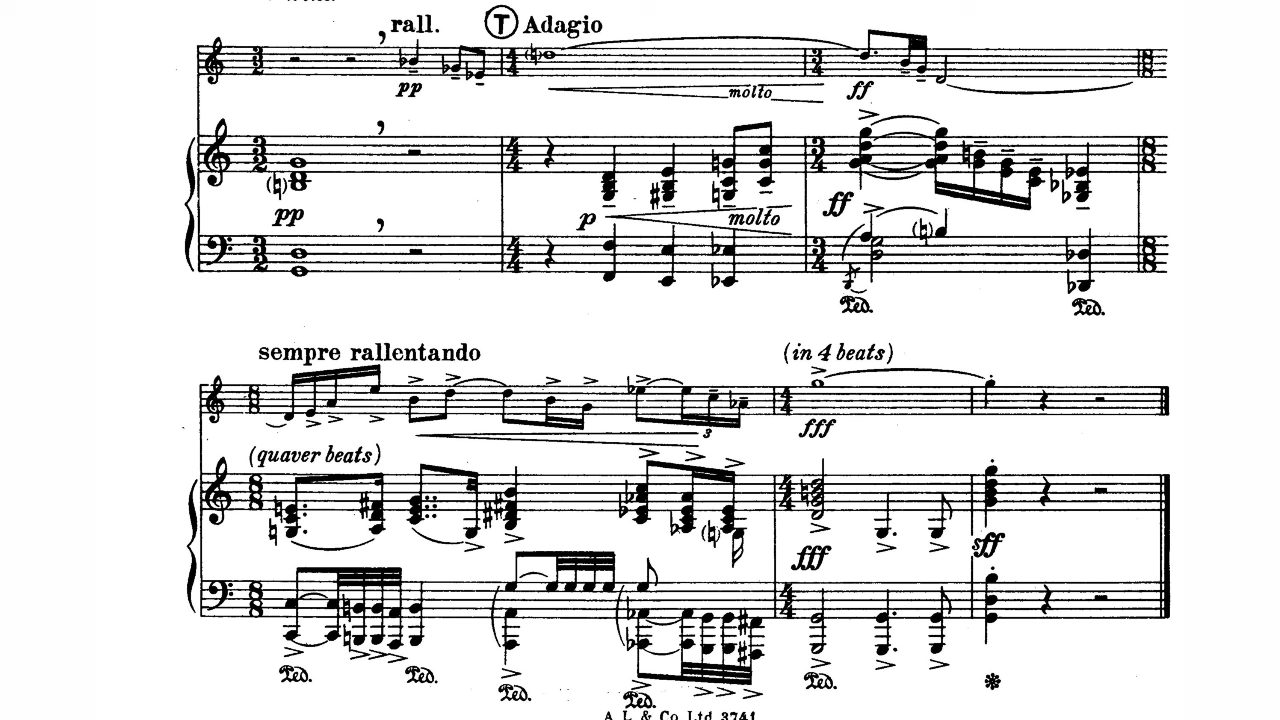 rall. T Adagio
pp
molto
ff
pp
p
molto
ff
Ped.
Ped.
sempre rallentando
(in 4 beats)
fff
3
(quaver beats)
fff
sff
Ped.
Ped.
Ped.
Ped.
Ped.
A. L. & Co. Ltd. 3741.